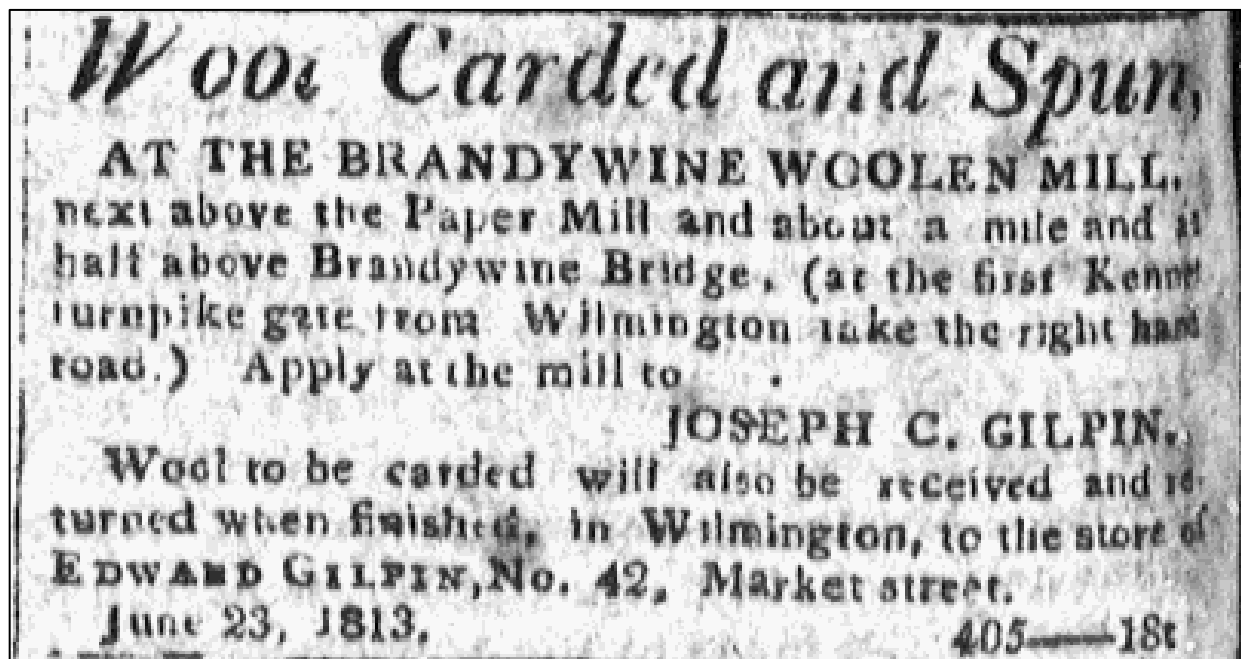 Wool Carded and Spun,
AT THE BRANDYWINE WOOLEN MILL,
next above the Paper Mill and about a mile and a
half above Brandywine Bridge, (at the first Kennet
turnpike gate from Wilmington take the right hand
road.) Apply at the mill to
JOSEPH C. GILPIN.
Wool to be carded will also be received and re-
turned when finished, in Wilmington, to the store of
EDWARD GILPIN, No. 42, Market street.
June 23, 1813. 405——18t